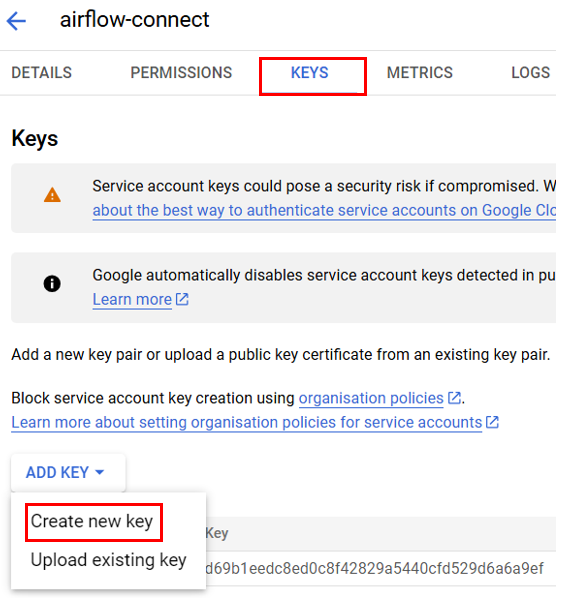 airflow-connect
DETAILS PERMISSIONS KEYS METRICS LOGS
Keys
Service account keys could pose a security risk if compromised. W
about the best way to authenticate service accounts on Google Clo
Google automatically disables service account keys detected in pu
Learn more
Add a new key pair or upload a public key certificate from an existing key pair.
Block service account key creation using organisation policies.
Learn more about setting organisation policies for service accounts
ADD KEY
Create new key
Key
Upload existing key
d69b1eedc8ed0c8f42829a5440cfd529d6a6a9ef